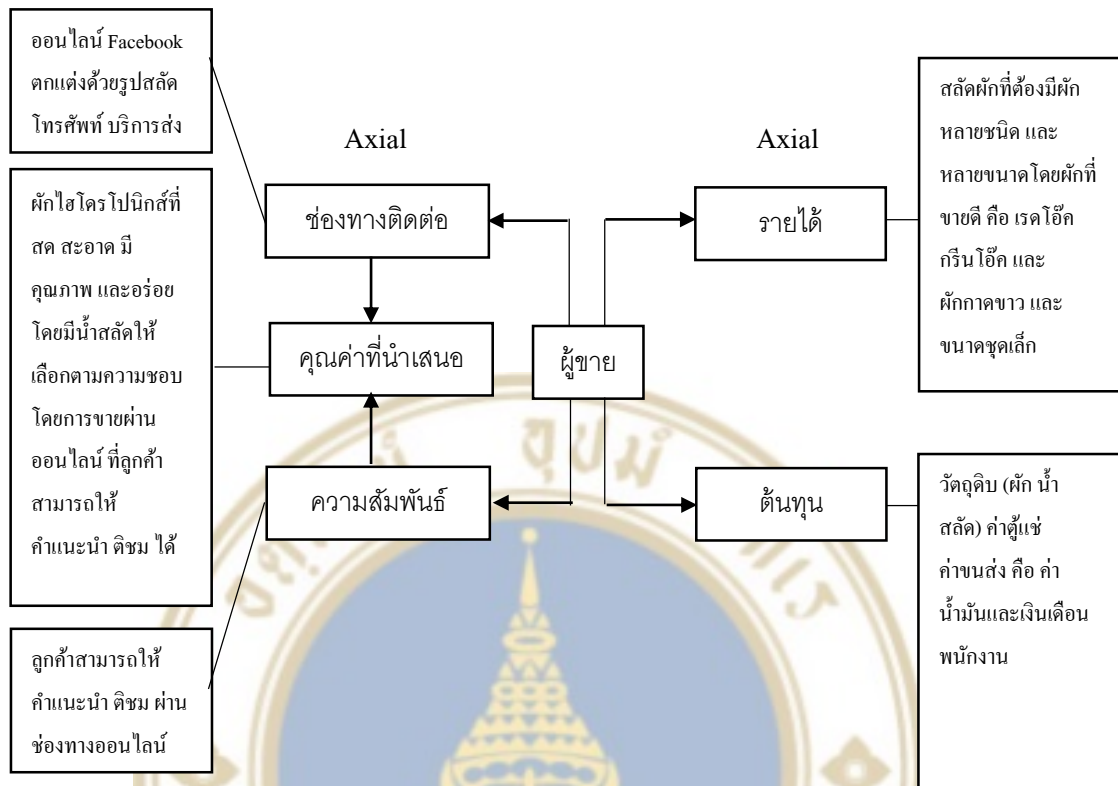 ออนไลน์ Facebook
ตกแต่งด้วยรูปสลัด
โทรศัพท์ บริการส่ง
Axial
Axial
สลัดผักที่ต้องมีผัก
หลายชนิด และ
หลายขนาดโดยผักที่
ขายดี คือ เรดโอ๊ค
กรีนโอ๊ค และ
ผักกาดขาว และ
ขนาดชุดเล็ก
ช่องทางติดต่อ
รายได้
ผักไฮโดรโปนิกส์ที่
สด สะอาด มี
คุณภาพ และอร่อย
โดยมีน้ำสลัดให้
เลือกตามความชอบ
โดยการขายผ่าน
ออนไลน์ ที่ลูกค้า
สามารถให้
คำแนะนำ ติชม ได้
คุณค่าที่นำเสนอ
ผู้ขาย
ความสัมพันธ์
ต้นทุน
วัตถุดิบ (ผัก น้ำ
สลัด) ค่าตู้แช่
ค่าขนส่ง คือ ค่า
น้ำมันและเงินเดือน
พนักงาน
ลูกค้าสามารถให้
คำแนะนำ ติชม ผ่าน
ช่องทางออนไลน์
อุปมํ